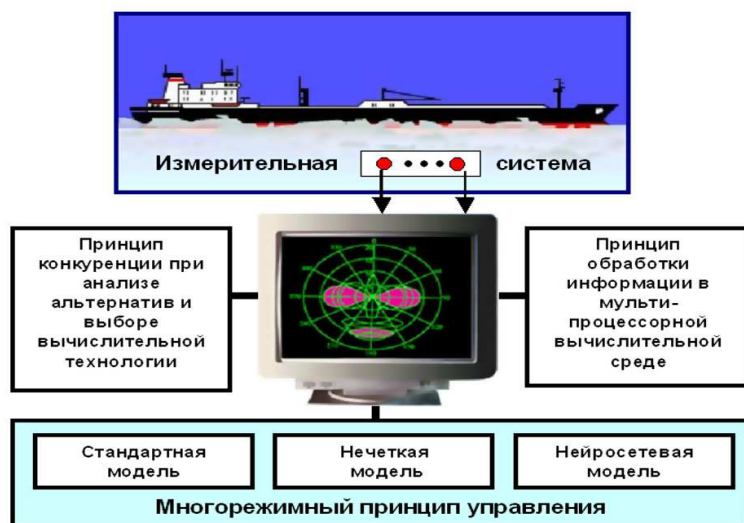 Измерительная система
Принцип
конкуренции при
анализе
альтернатив и
выборе
вычислительной
технологии
Принцип
обработки
информации в
мульти-
процессорной
вычислительной
среде
Стандартная
модель
Нечеткая
модель
Нейросетевая
модель
Многорежимный принцип управления